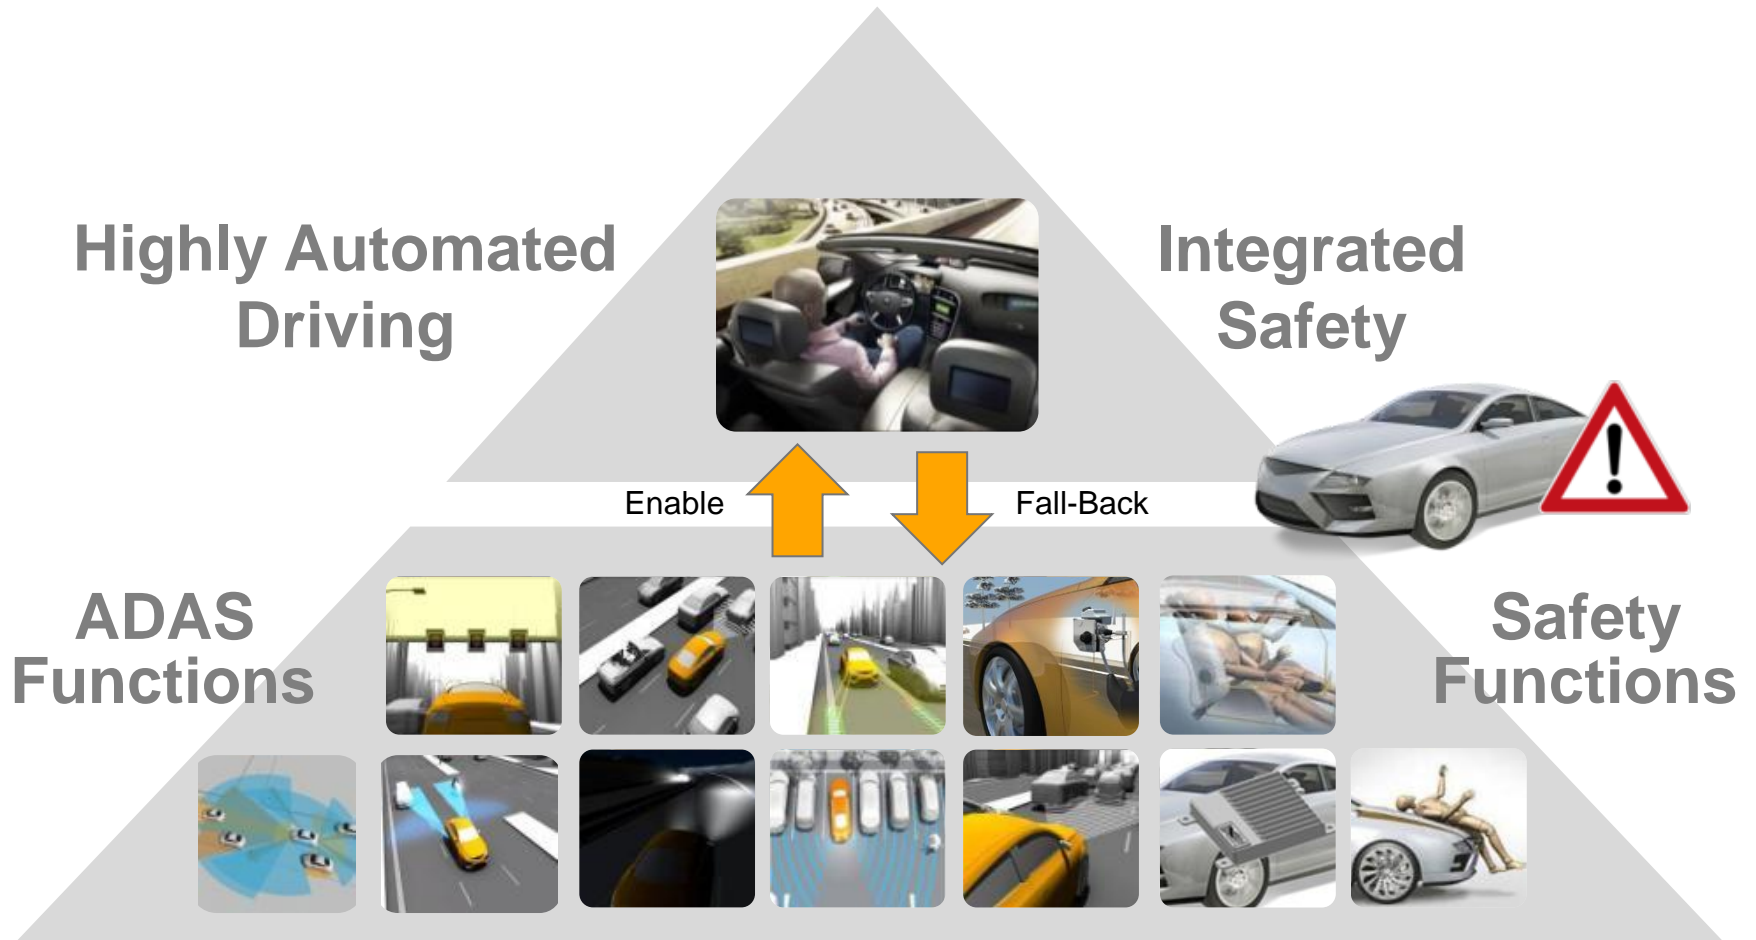 Highly Automated
Driving
Integrated
Safety
Enable
Fall-Back
ADAS
Functions
Safety
Functions